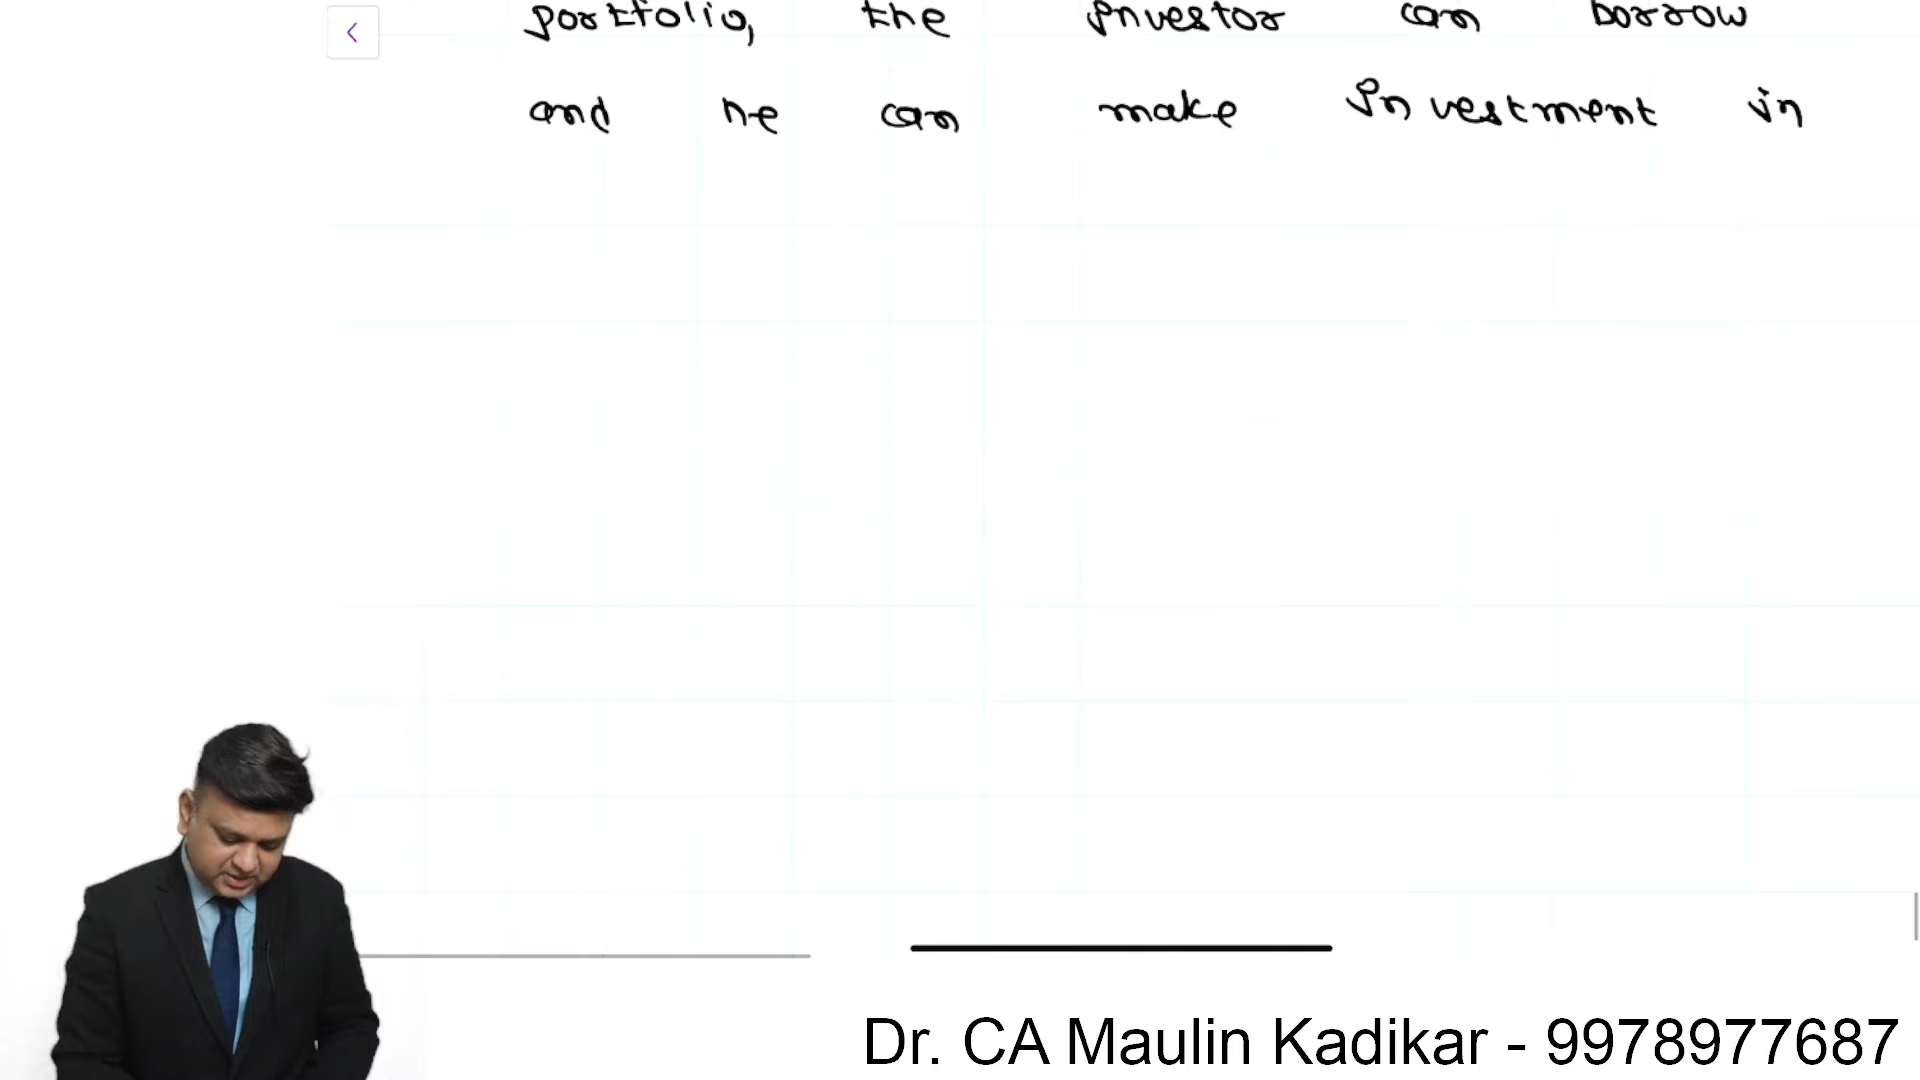 portfolio, the investor can borrow
and he can make investment in
Dr. CA Maulin Kadikar - 9978977687